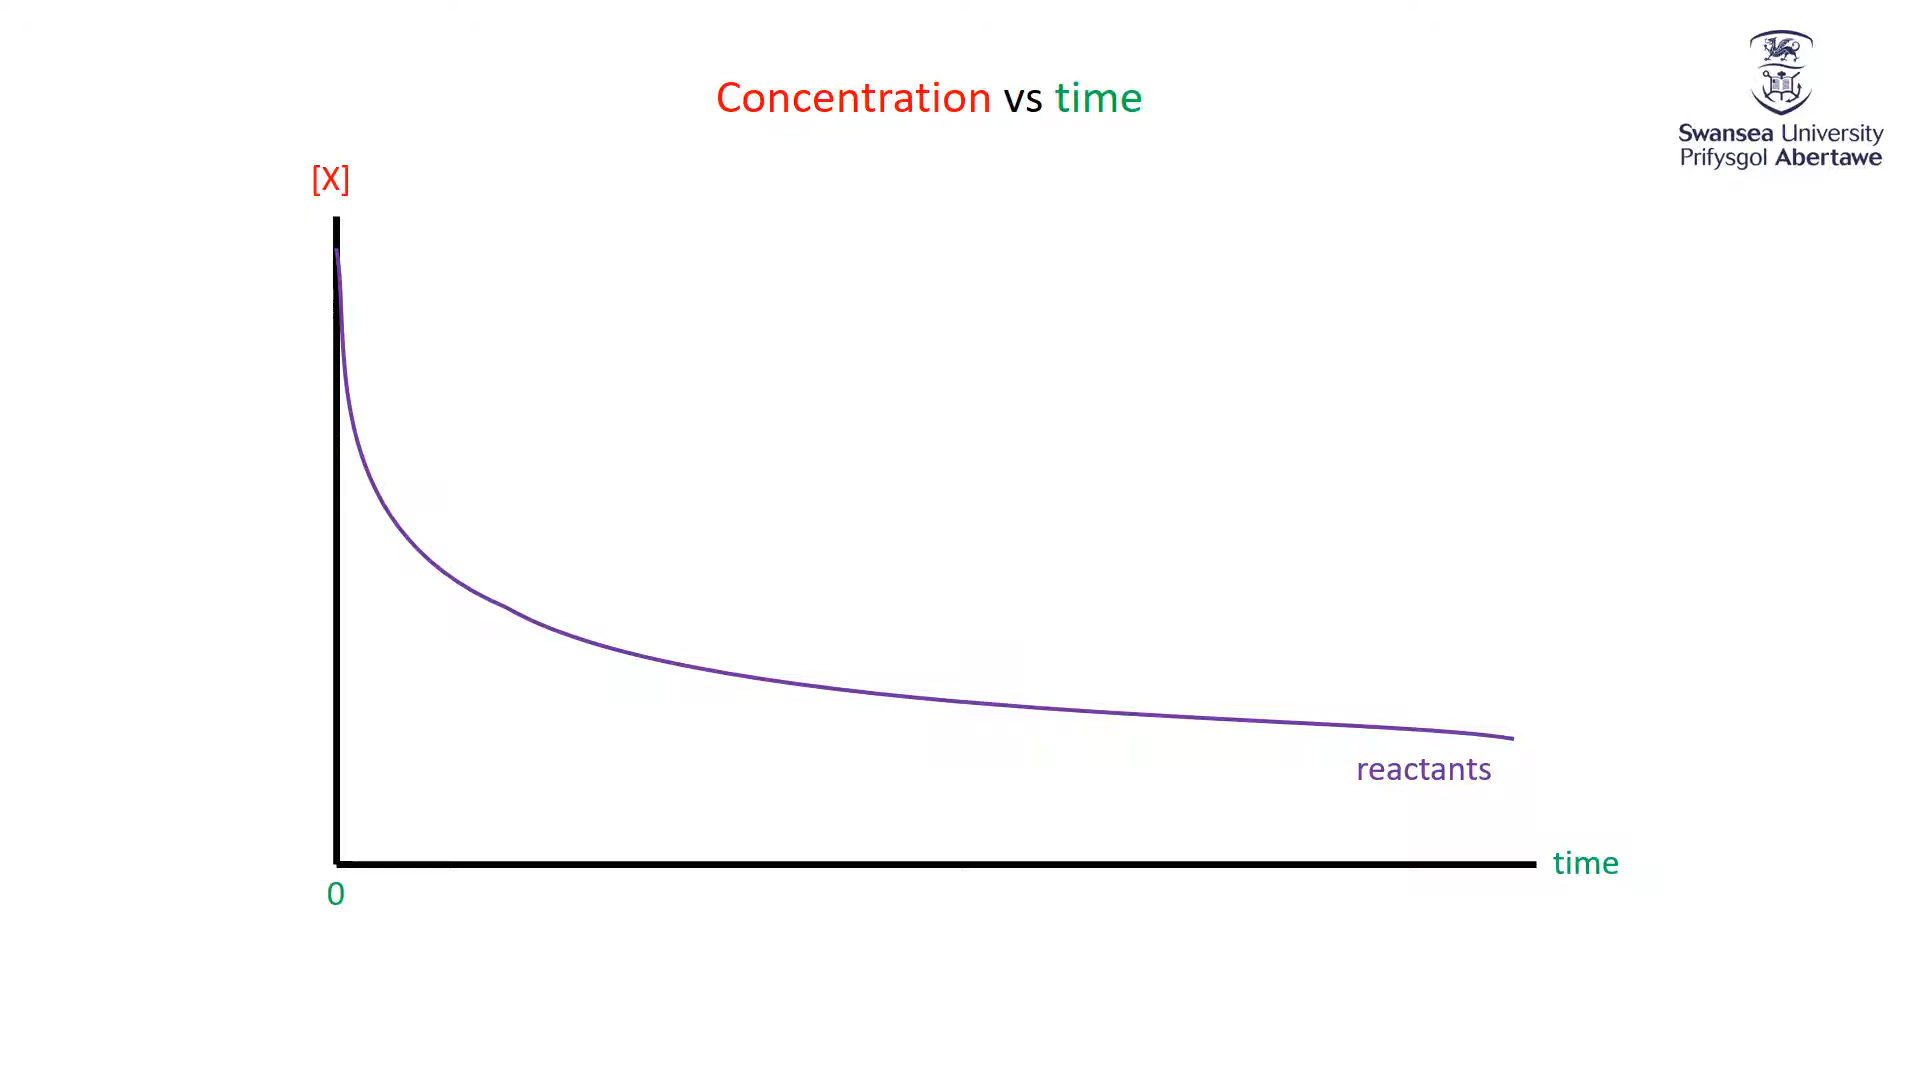 Concentration vs time
Swansea University
Prifysgol Abertawe
[X]
reactants
time
0